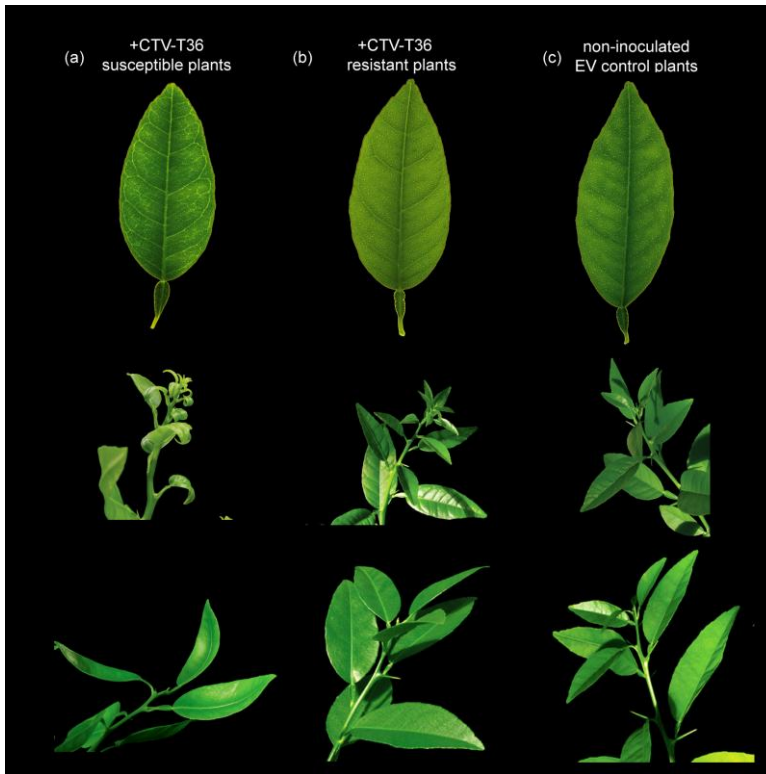 (a)
+CTV-T36
susceptible plants
(b)
+CTV-T36
resistant plants
(c)
non-inoculated
EV control plants